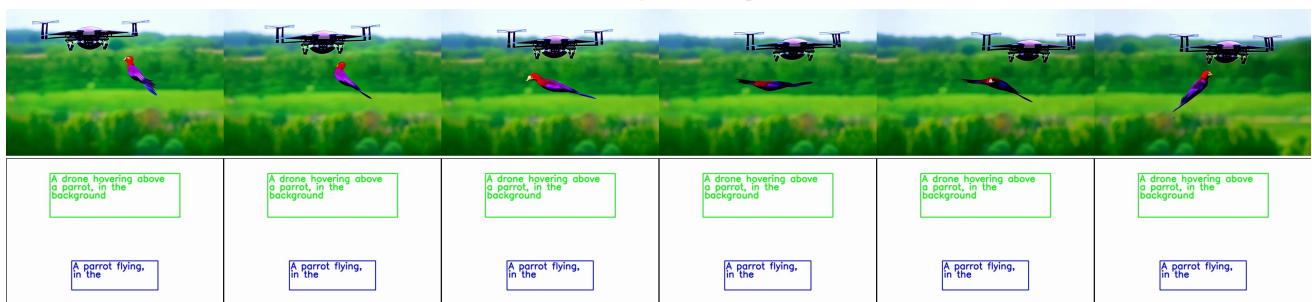 A drone hovering above
a parrot, in the
background
A parrot flying,
in the
A drone hovering above
a parrot, in the
background
A parrot flying,
in the
A drone hovering above
a parrot, in the
background
A parrot flying,
in the
A drone hovering above
a parrot, in the
background
A parrot flying,
in the
A drone hovering above
a parrot, in the
background
A parrot flying,
in the
A drone hovering above
a parrot, in the
background
A parrot flying,
in the